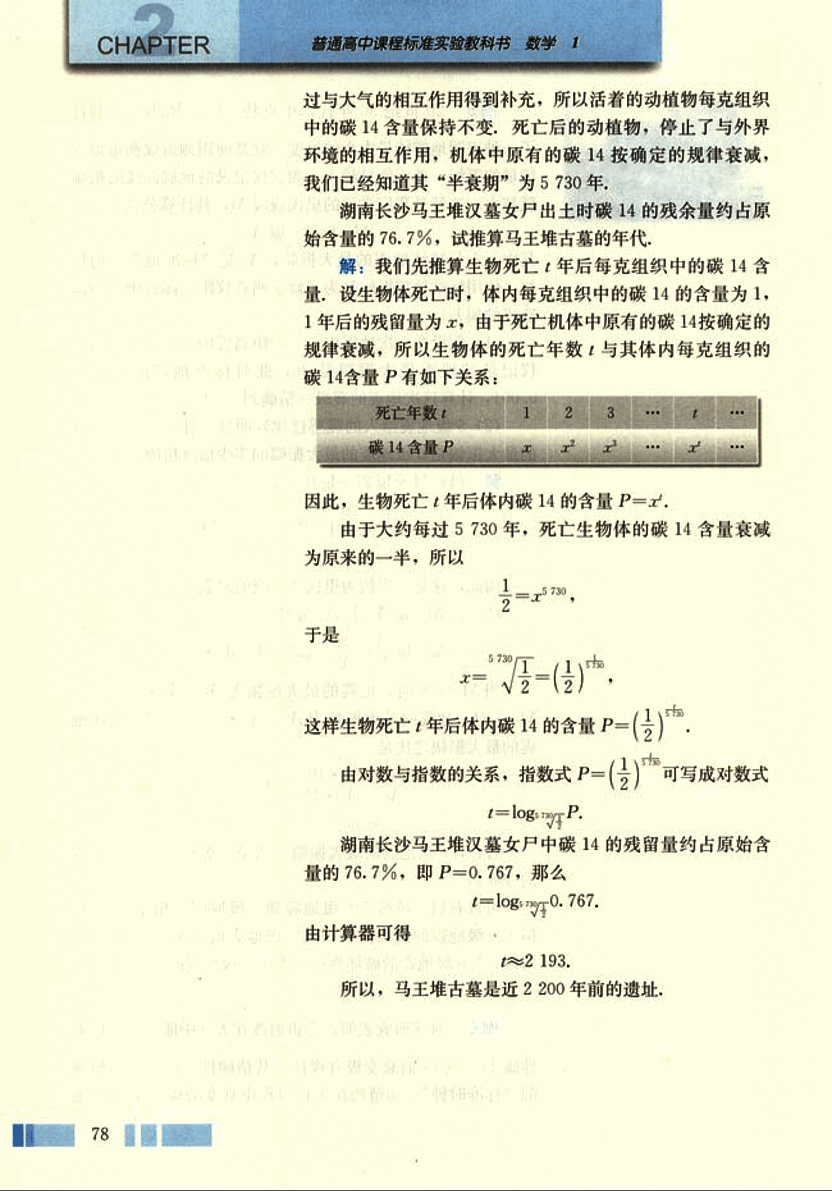 2
CHAPTER
普通高中课程标准实验教科书 数学 1
过与大气的相互作用得到补充，所以活着的动植物每克组织
中的碳 14 含量保持不变. 死亡后的动植物，停止了与外界
环境的相互作用，机体中原有的碳 14 按确定的规律衰减，
我们已经知道其“半衰期”为 5 730 年.
湖南长沙马王堆汉墓女尸出土时碳 14 的残余量约占原
始含量的 76.7%，试推算马王堆古墓的年代.
解：我们先推算生物死亡 t 年后每克组织中的碳 14 含
量. 设生物体死亡时，体内每克组织中的碳 14 的含量为 1，
1 年后的残留量为 x，由于死亡机体中原有的碳 14按确定的
规律衰减，所以生物体的死亡年数 t 与其体内每克组织的
碳 14含量 P 有如下关系：
死亡年数 t 1 2 3 … t …
碳 14 含量 P x x² x³ … xᵗ …
因此，生物死亡 t 年后体内碳 14 的含量 P=xᵗ.
由于大约每过 5 730 年，死亡生物体的碳 14 含量衰减
为原来的一半，所以
1/2=x^{5 730}，
于是
x=\sqrt[5 730]{1/2}=(1/2)^{1/5 730}，
这样生物死亡 t 年后体内碳 14 的含量 P=(1/2)^{t/5 730}.
由对数与指数的关系，指数式 P=(1/2)^{t/5 730}可写成对数式
t=log_{\sqrt[5 730]{1/2}}P.
湖南长沙马王堆汉墓女尸中碳 14 的残留量约占原始含
量的 76.7%，即 P=0.767，那么
t=log_{\sqrt[5 730]{1/2}}0.767.
由计算器可得
t≈2 193.
所以，马王堆古墓是近 2 200 年前的遗址.
78